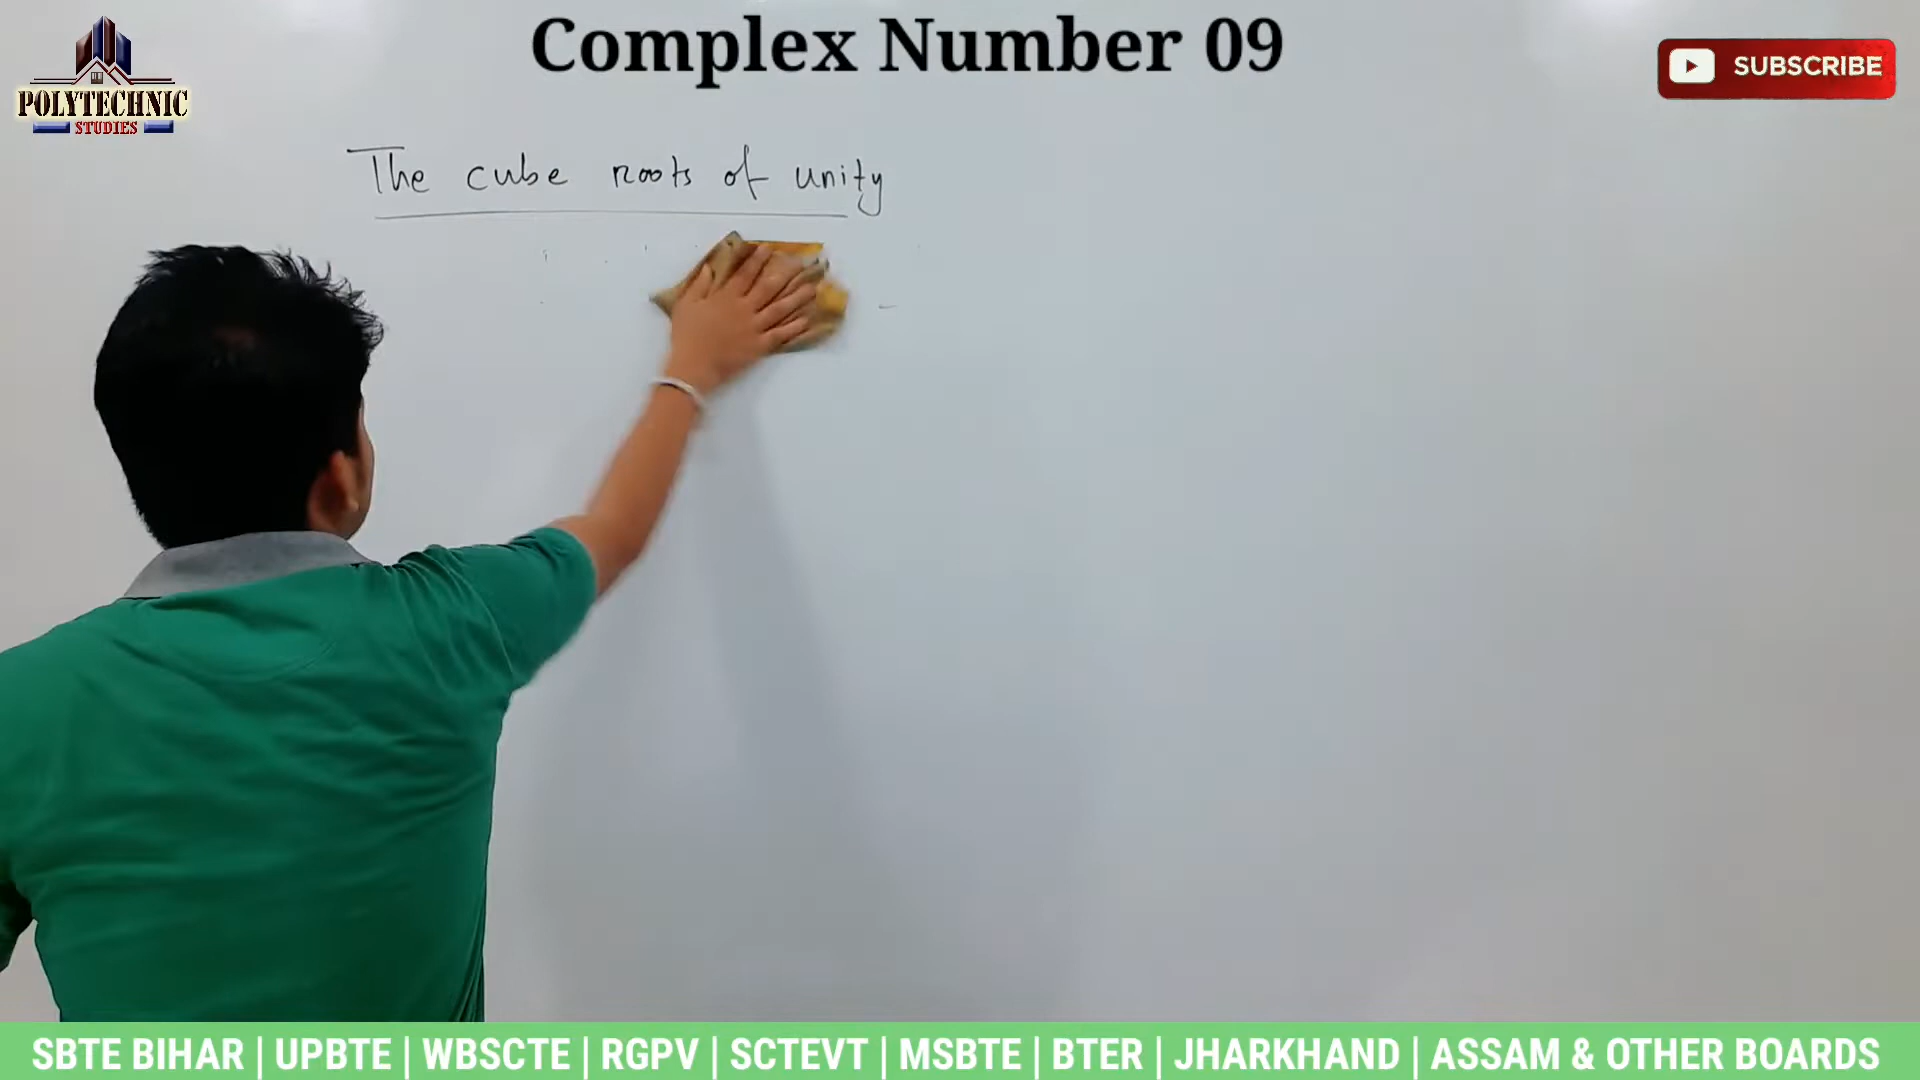 Complex Number 09
POLYTECHNIC
STUDIES
SUBSCRIBE
The cube roots of unity
SBTE BIHAR | UPBTE | WBSCTE | RGPV | SCTEVT | MSBTE | BTER | JHARKHAND | ASSAM & OTHER BOARDS